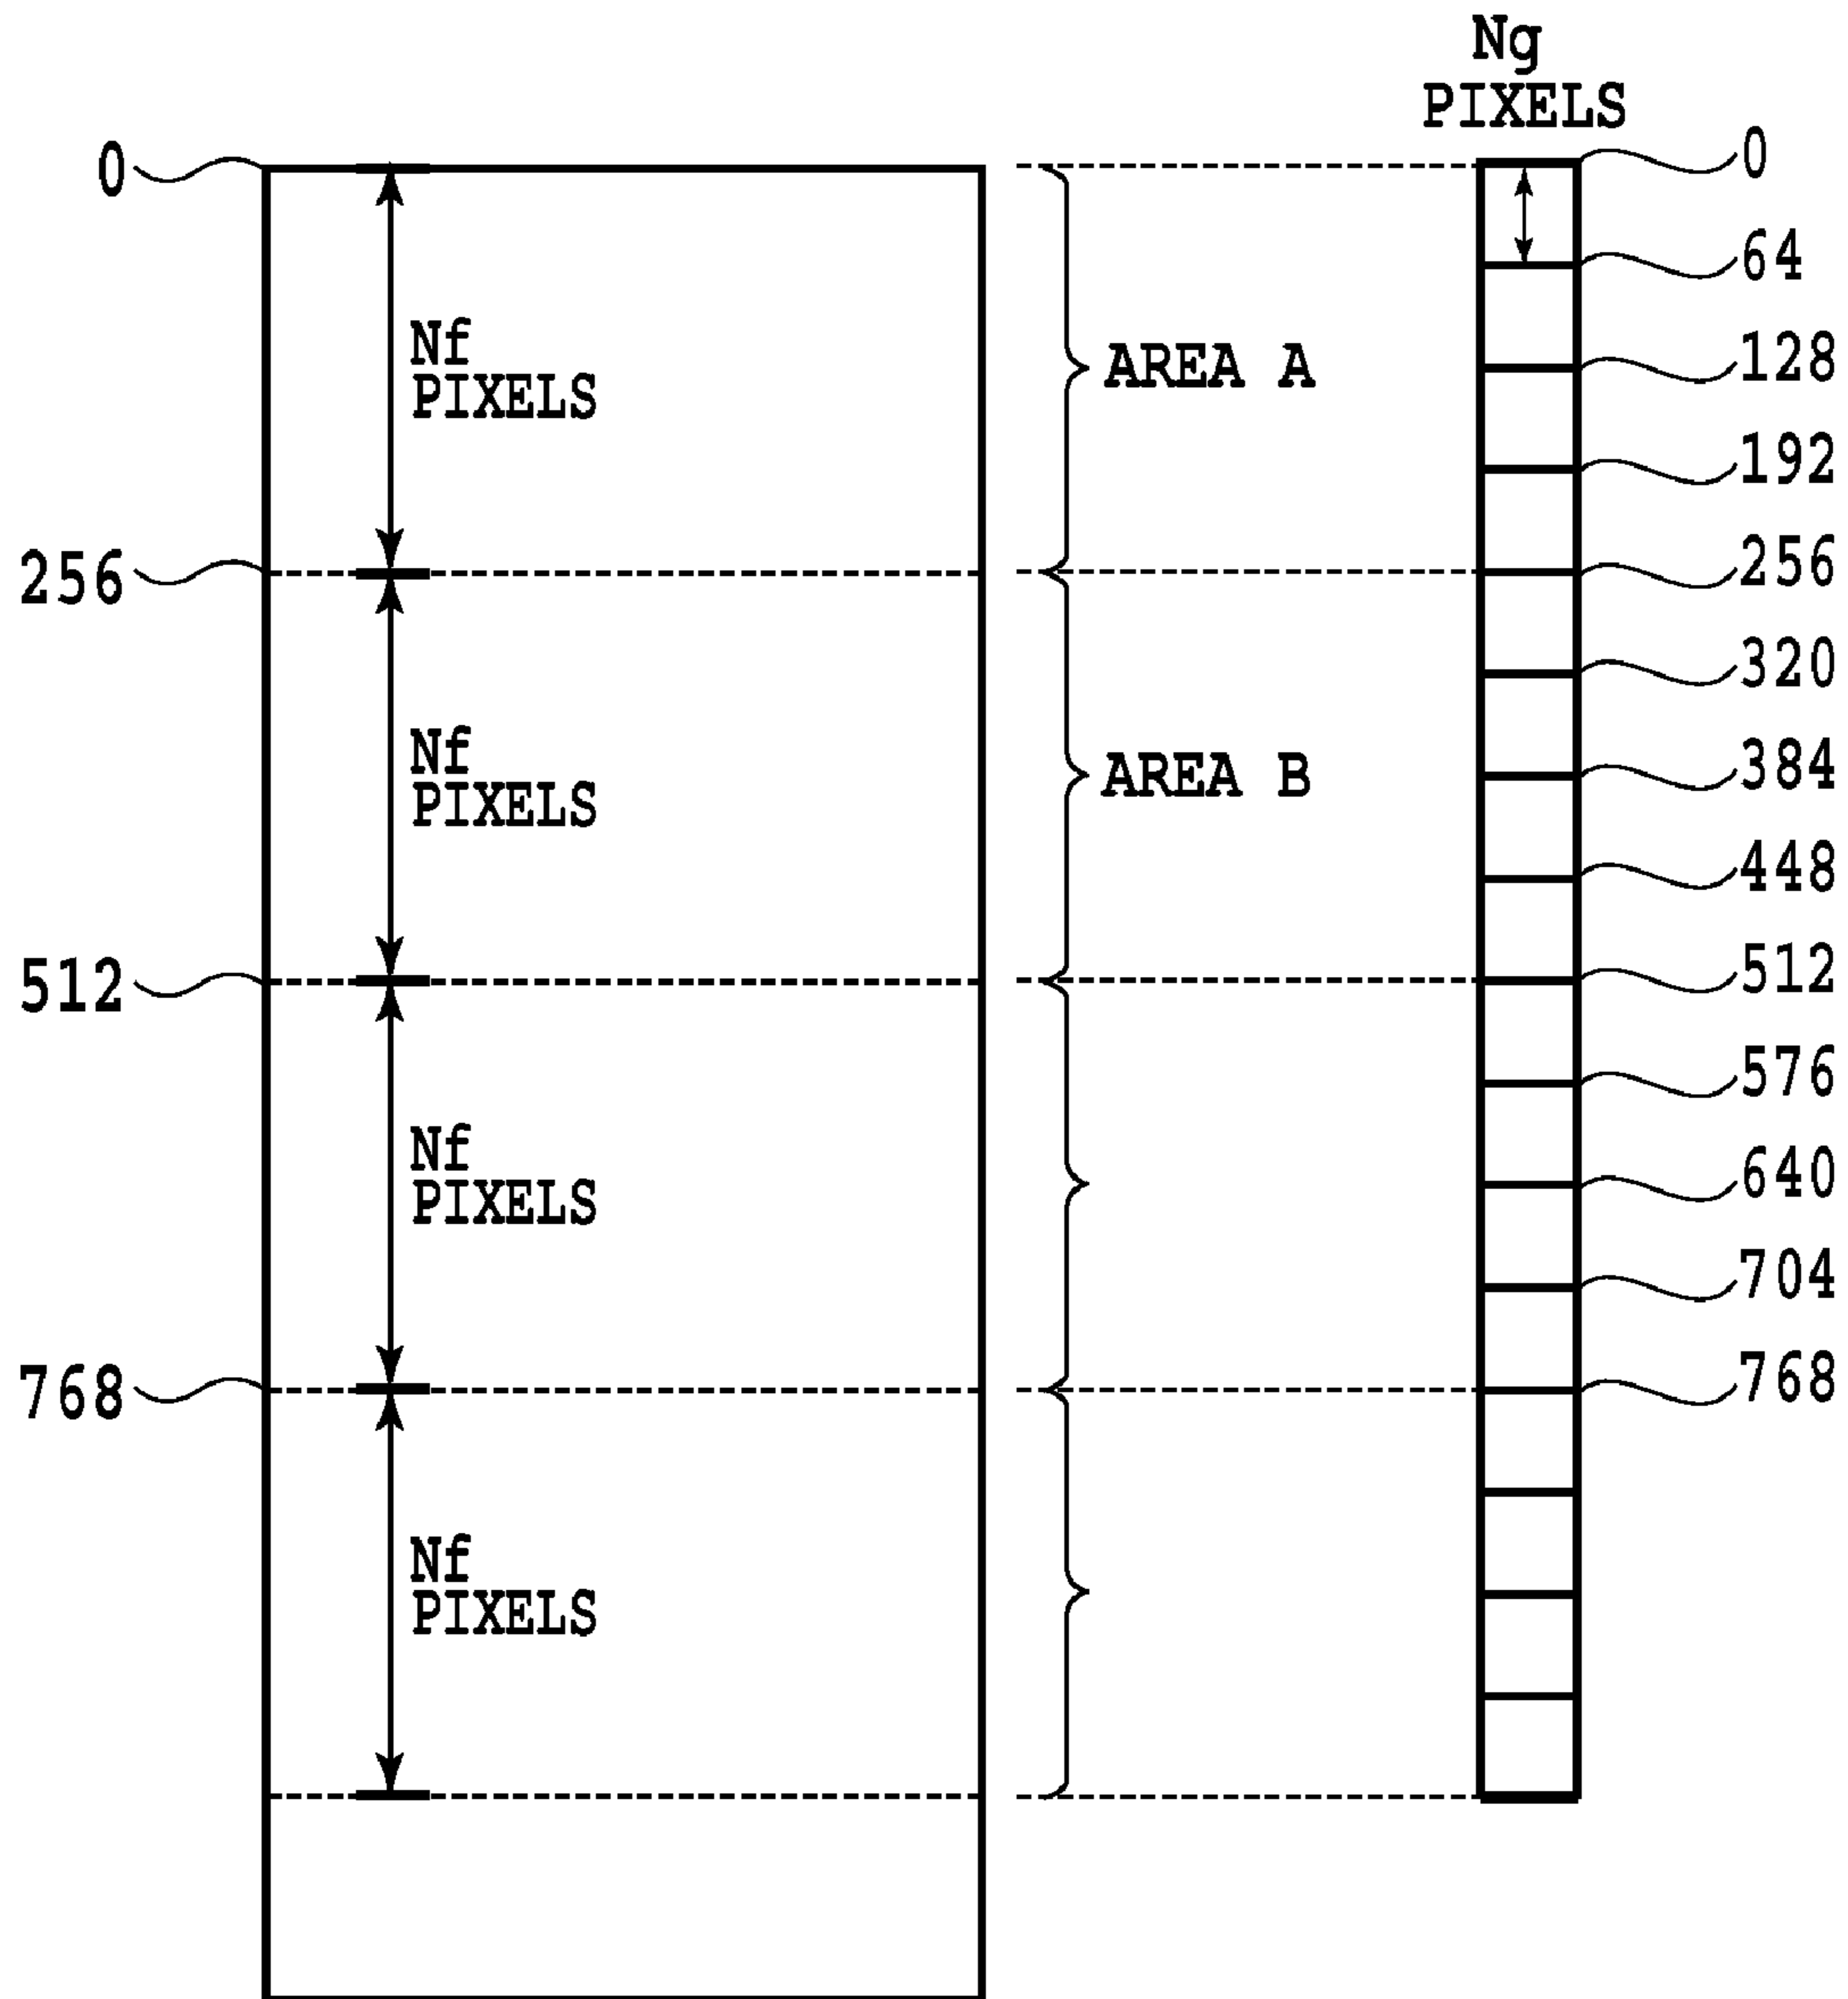 Ng
PIXELS
0
0
64
Nf
PIXELS
AREA A
128
192
256
256
320
Nf
PIXELS
AREA B
384
448
512
512
576
Nf
PIXELS
640
704
768
768
Nf
PIXELS